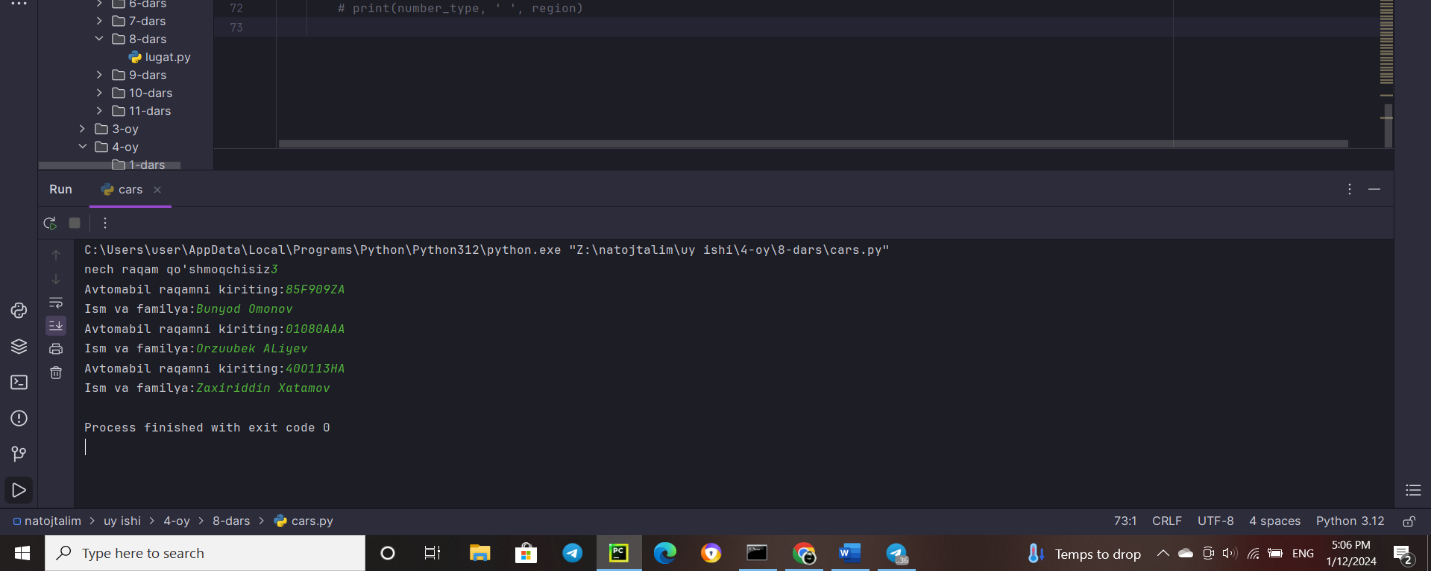 6-dars
72 # print(number_type, ' ', region)
7-dars
73
8-dars
lugat.py
9-dars
10-dars
11-dars
3-oy
4-oy
1-dars
Run cars
C:\Users\user\AppData\Local\Programs\Python\Python312\python.exe "Z:\natojtalim\uy ishi\4-oy\8-dars\cars.py"
nech raqam qo'shmoqchisiz3
Avtomabil raqamni kiriting:85F909ZA
Ism va familya:Bunyod Omonov
Avtomabil raqamni kiriting:01080AAA
Ism va familya:Orzuubek ALiyev
Avtomabil raqamni kiriting:400113HA
Ism va familya:Zaxiriddin Xatamov
Process finished with exit code 0
natojtalim > uy ishi > 4-oy > 8-dars > cars.py 73:1 CRLF UTF-8 4 spaces Python 3.12
Type here to search PC W 36 Temps to drop ENG 5:06 PM
1/12/2024 2